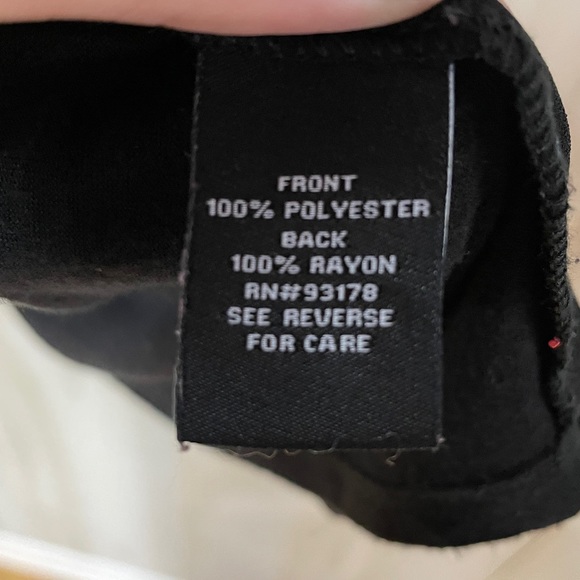 FRONT
100% POLYESTER
BACK
100% RAYON
RN#93178
SEE REVERSE
FOR CARE